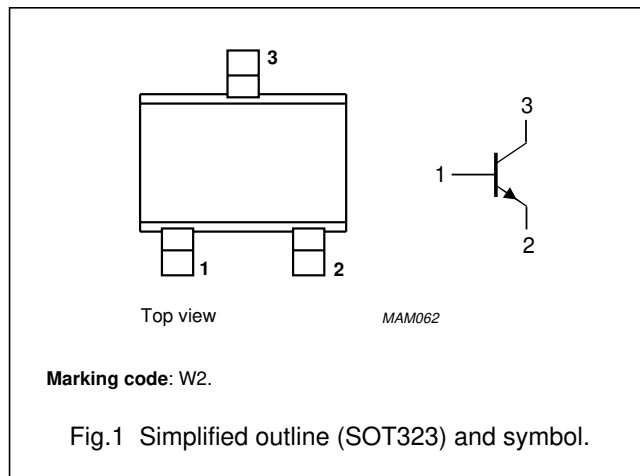 3
3
1
1
2
2
Top view
MAM062
Marking code: W2.
Fig.1 Simplified outline (SOT323) and symbol.